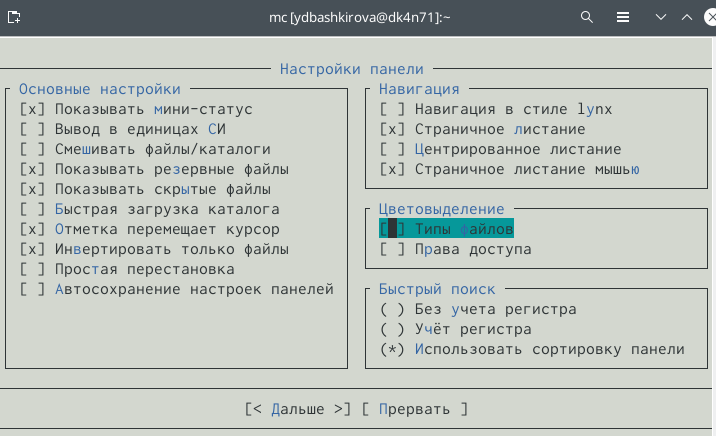 mc [ydbashkirova@dk4n71]:~
Настройки панели
Основные настройки
[x] Показывать мини-статус
[ ] Вывод в единицах СИ
[ ] Смешивать файлы/каталоги
[x] Показывать резервные файлы
[x] Показывать скрытые файлы
[ ] Быстрая загрузка каталога
[x] Отметка перемещает курсор
[x] Инвертировать только файлы
[ ] Простая перестановка
[ ] Автосохранение настроек панелей
Навигация
[ ] Навигация в стиле lynx
[x] Страничное листание
[ ] Центрированное листание
[x] Страничное листание мышью
Цветовыделение
[ ] Типы файлов
[ ] Права доступа
Быстрый поиск
( ) Без учета регистра
( ) Учёт регистра
(*) Использовать сортировку панели
[< Дальше >] [ Прервать ]